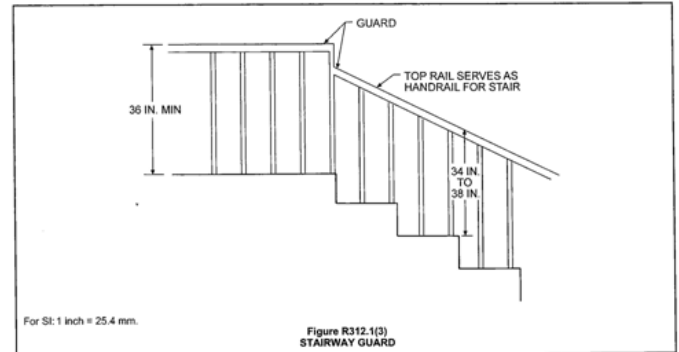 GUARD
TOP RAIL SERVES AS
HANDRAIL FOR STAIR
36 IN. MIN
34 IN.
TO
38 IN.
For SI: 1 inch = 25.4 mm.
Figure R312.1(3)
STAIRWAY GUARD